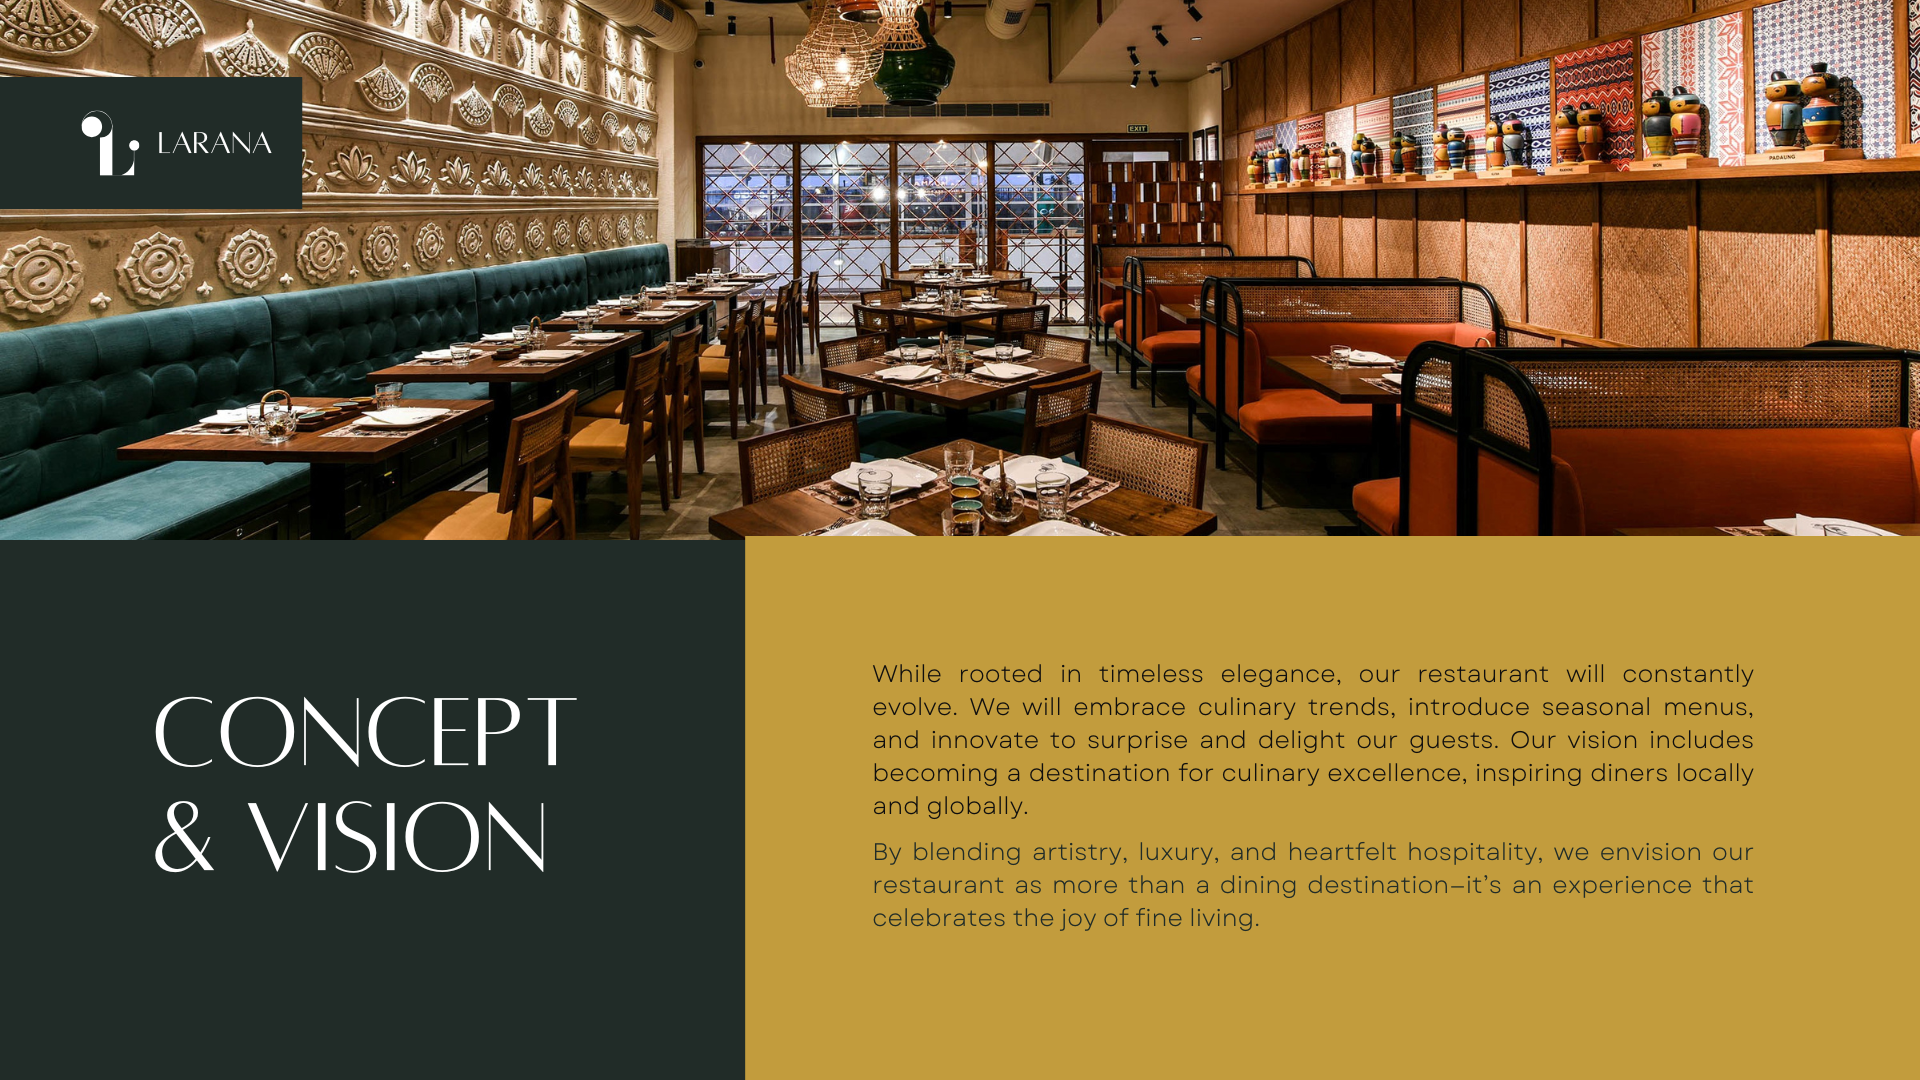 LARANA
EXIT
PADAUNG
CONCEPT
& VISION
While rooted in timeless elegance, our restaurant will constantly
evolve. We will embrace culinary trends, introduce seasonal menus,
and innovate to surprise and delight our guests. Our vision includes
becoming a destination for culinary excellence, inspiring diners locally
and globally.
By blending artistry, luxury, and heartfelt hospitality, we envision our
restaurant as more than a dining destination—it’s an experience that
celebrates the joy of fine living.